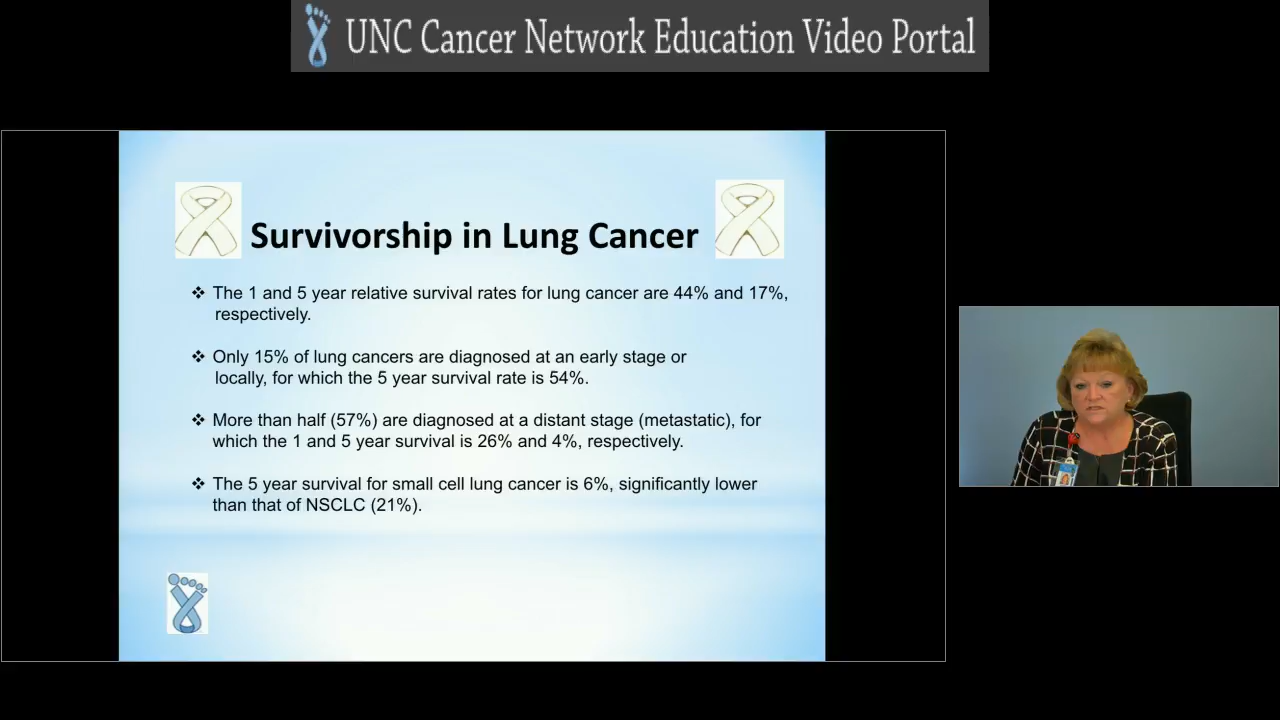 UNC Cancer Network Education Video Portal
Survivorship in Lung Cancer
❖ The 1 and 5 year relative survival rates for lung cancer are 44% and 17%,
respectively.
❖ Only 15% of lung cancers are diagnosed at an early stage or
locally, for which the 5 year survival rate is 54%.
❖ More than half (57%) are diagnosed at a distant stage (metastatic), for
which the 1 and 5 year survival is 26% and 4%, respectively.
❖ The 5 year survival for small cell lung cancer is 6%, significantly lower
than that of NSCLC (21%).